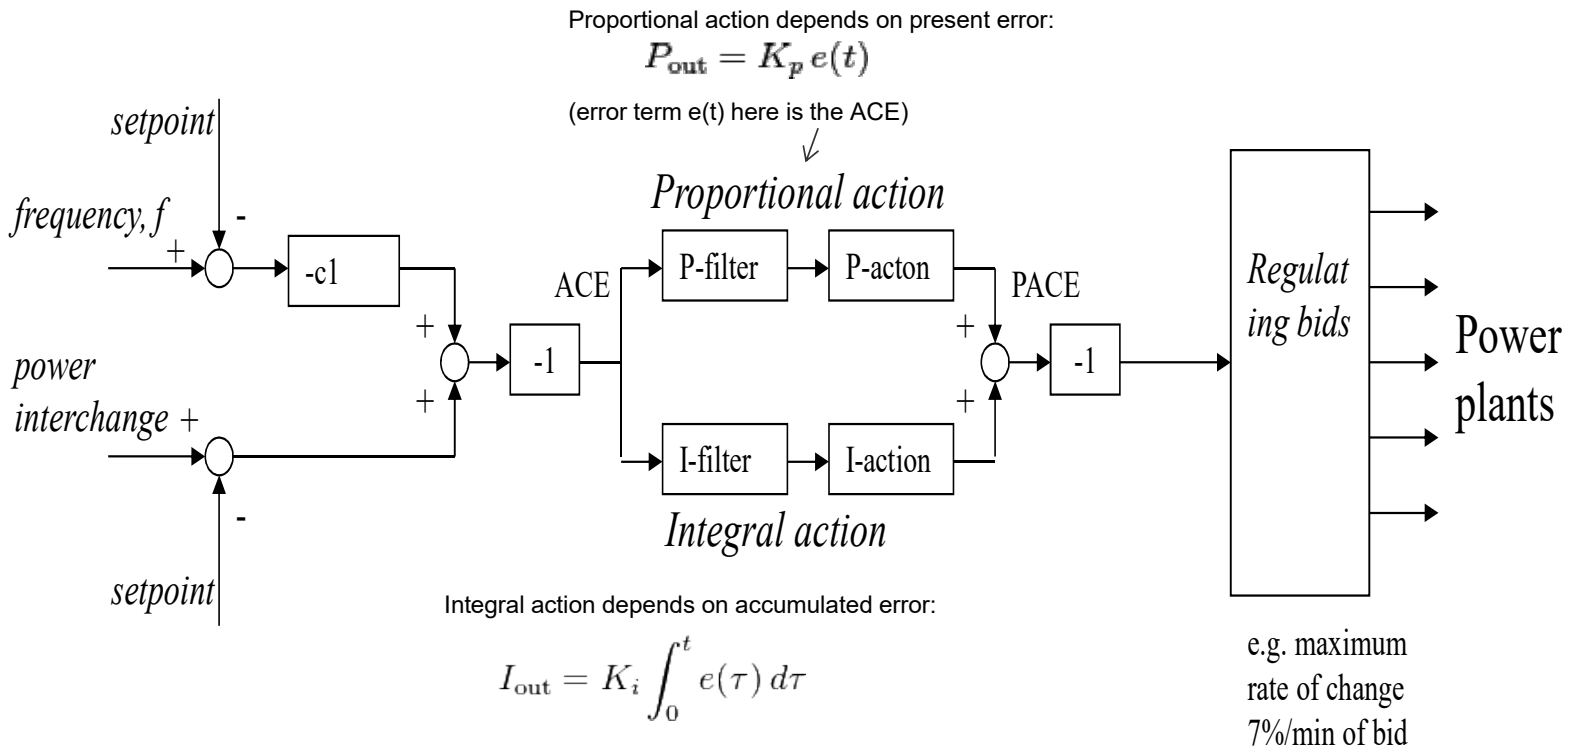 Proportional action depends on present error:
P_out = K_p e(t)
(error term e(t) here is the ACE)
setpoint
-
frequency, f
+
-c1
+
power
interchange +
+
-
setpoint
-1
ACE
Proportional action
P-filter
P-acton
PACE
+
I-filter
I-action
+
Integral action
-1
Regulat
ing bids
Power
plants
Integral action depends on accumulated error:
I_out = K_i ∫_0^t e(τ) dτ
e.g. maximum
rate of change
7%/min of bid